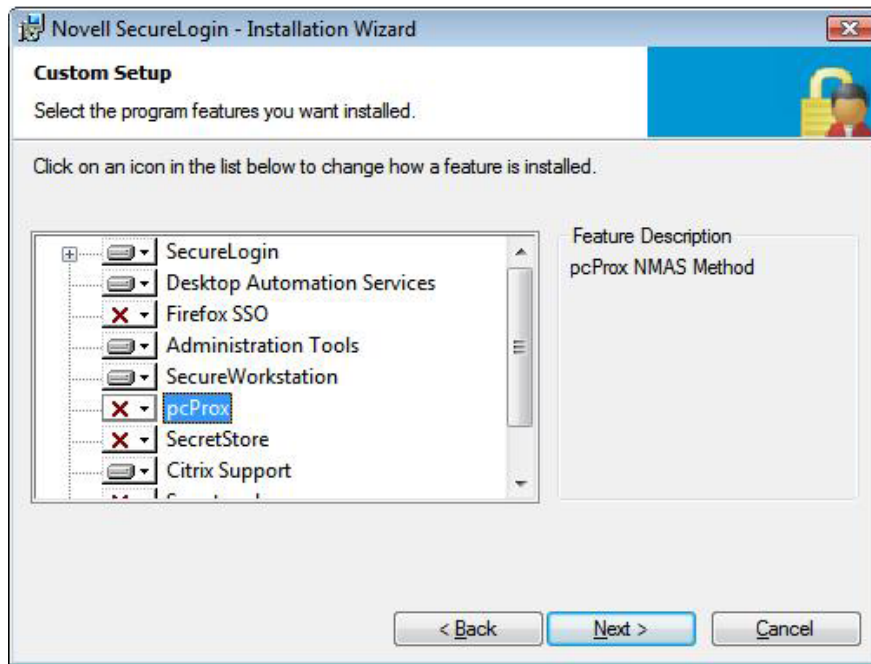 Novell SecureLogin - Installation Wizard
Custom Setup
Select the program features you want installed.
Click on an icon in the list below to change how a feature is installed.
SecureLogin
Desktop Automation Services
Firefox SSO
Administration Tools
SecureWorkstation
pcProx
SecretStore
Citrix Support
Feature Description
pcProx NMAS Method
< Back
Next >
Cancel